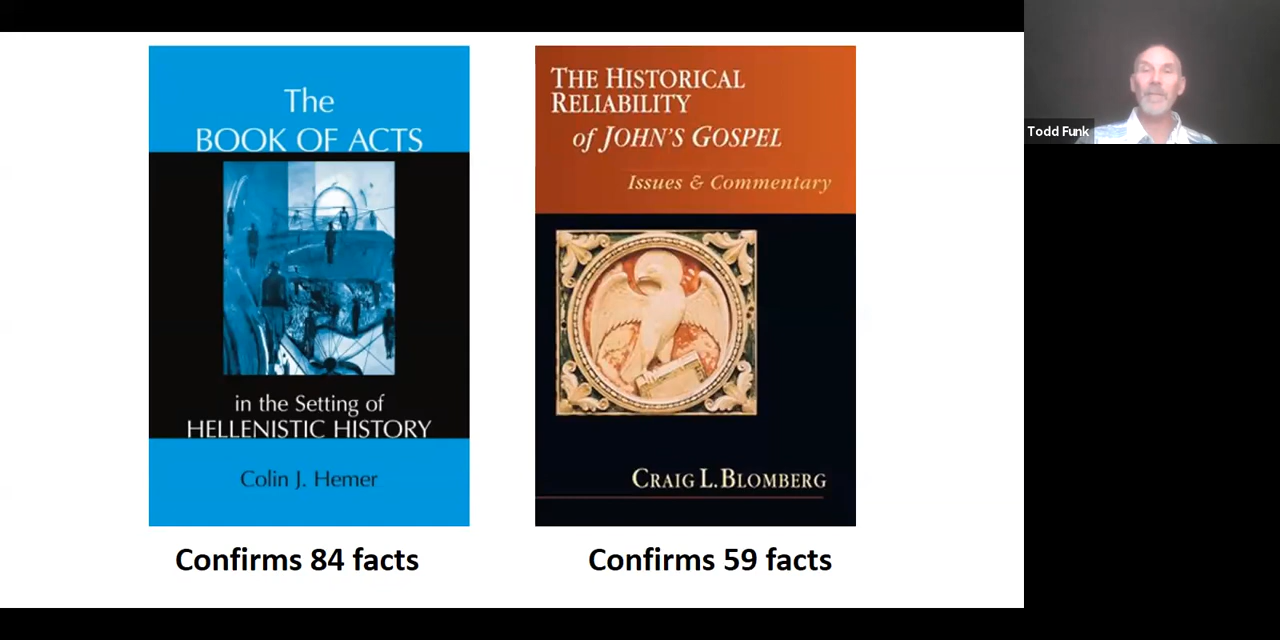 The
BOOK OF ACTS
in the Setting of
HELLENISTIC HISTORY
Colin J. Hemer
Confirms 84 facts
THE HISTORICAL
RELIABILITY
of JOHN'S GOSPEL
Issues & Commentary
CRAIG L. BLOMBERG
Confirms 59 facts
Todd Funk